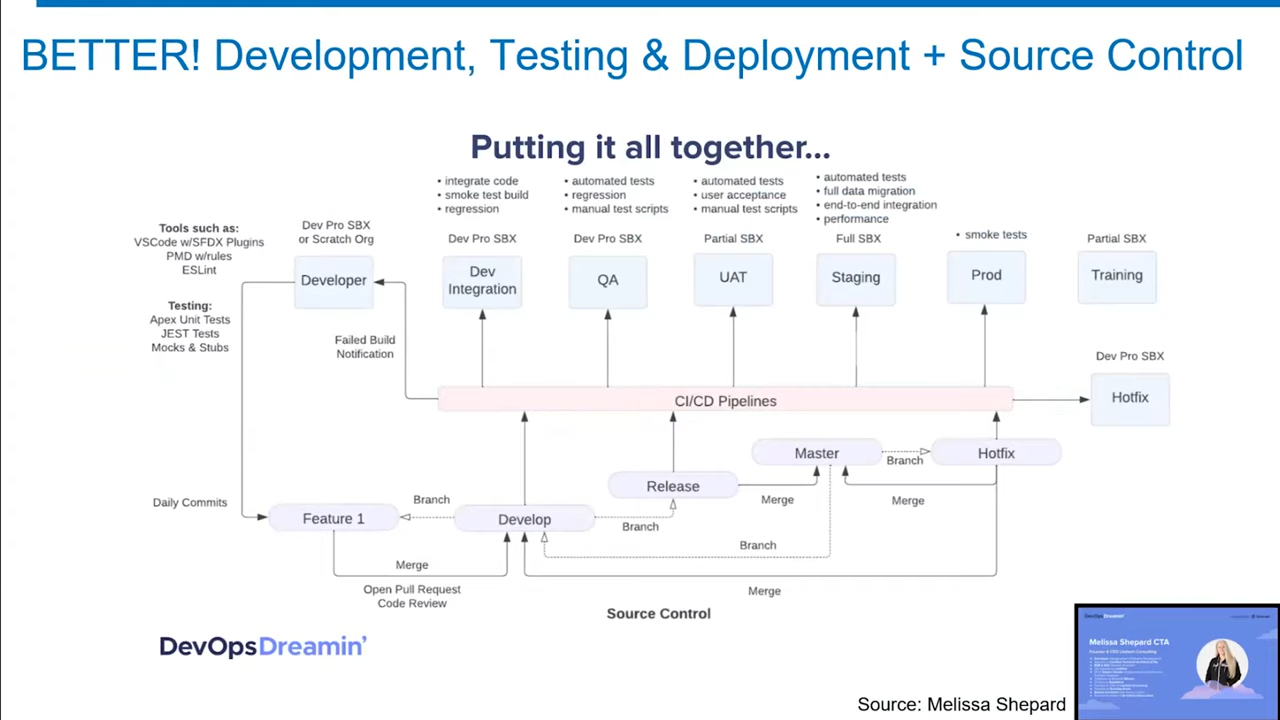 BETTER! Development, Testing & Deployment + Source Control
Putting it all together...
• integrate code
• smoke test build
• regression
• automated tests
• regression
• manual test scripts
• automated tests
• user acceptance
• manual test scripts
• automated tests
• full data migration
• end-to-end integration
• performance
• smoke tests
Tools such as:
VSCode w/SFDX Plugins
PMD w/rules
ESLint
Testing:
Apex Unit Tests
JEST Tests
Mocks & Stubs
Dev Pro SBX
or Scratch Org
Developer
Dev Pro SBX
Dev
Integration
Dev Pro SBX
QA
Partial SBX
UAT
Full SBX
Staging
Prod
Partial SBX
Training
Failed Build
Notification
Dev Pro SBX
Hotfix
CI/CD Pipelines
Master
Branch
Hotfix
Release
Merge
Merge
Daily Commits
Feature 1
Branch
Develop
Branch
Branch
Merge
Open Pull Request
Code Review
Merge
Source Control
DevOpsDreamin'
Source: Melissa Shepard
DevOpsDreamin'
Melissa Shepard CTA
Founder & CEO Lizztech Consulting